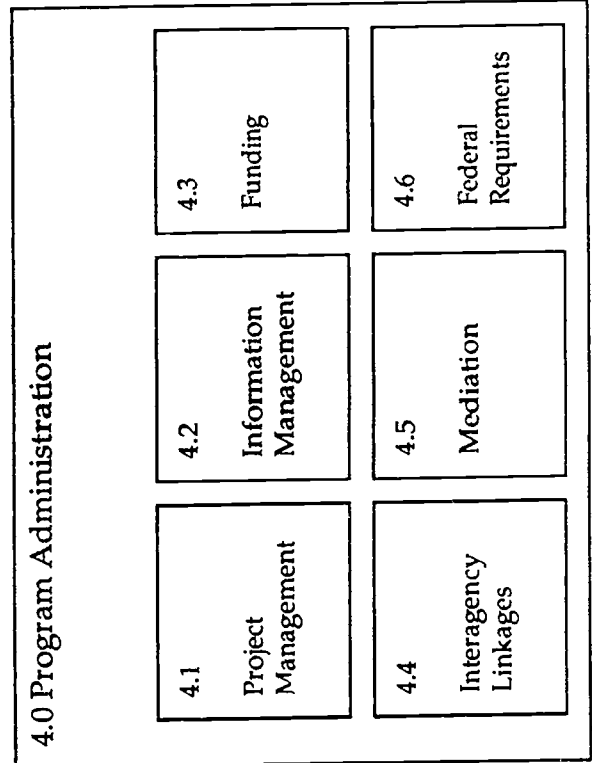 4.0 Program Administration
4.1
Project
Management
4.2
Information
Management
4.3
Funding
4.4
Interagency
Linkages
4.5
Mediation
4.6
Federal
Requirements